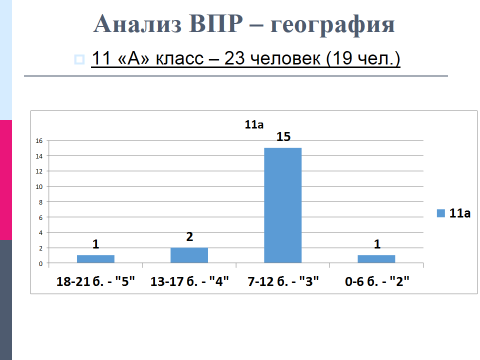 Анализ ВПР – география
11 «А» класс – 23 человек (19 чел.)
11а
16
14
12
10
8
6
4
2
0
1
2
15
1
18-21 б. - "5"
13-17 б. - "4"
7-12 б. - "3"
0-6 б. - "2"
11а